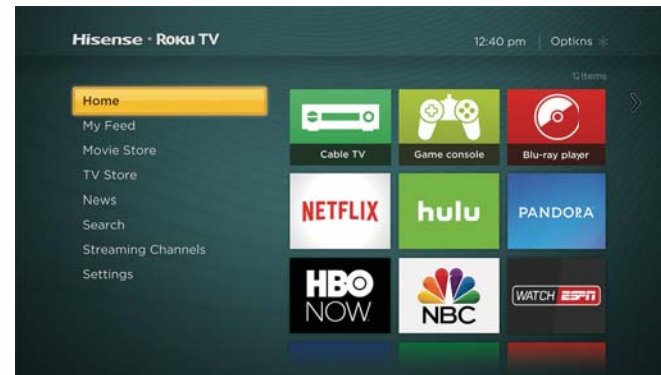 Hisense • Roku TV
12:40 pm | Options
12 Items
Home
My Feed
Movie Store
TV Store
News
Search
Streaming Channels
Settings
Cable TV
Game console
Blu-ray player
NETFLIX
hulu
PANDORA
HBO
NOW
NBC
WATCH ESPN